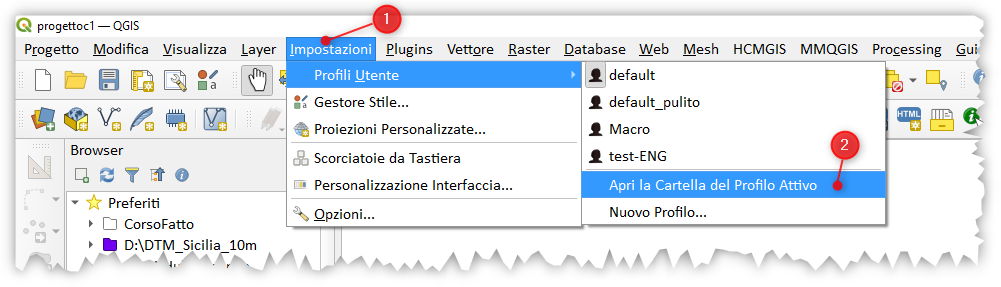 progettoc1 — QGIS
1
Progetto Modifica Visualizza Layer Impostazioni Plugins Vettore Raster Database Web Mesh HCMGIS MMQGIS Processing
Profili Utente
default
Gestore Stile...
default_pulito
Proiezioni Personalizzate...
Macro
HTML
Browser
Scorciatoie da Tastiera
test-ENG
2
Personalizzazione Interfaccia...
Apri la Cartella del Profilo Attivo
Preferiti
Opzioni...
Nuovo Profilo...
CorsoFatto
D:\DTM_Sicilia_10m